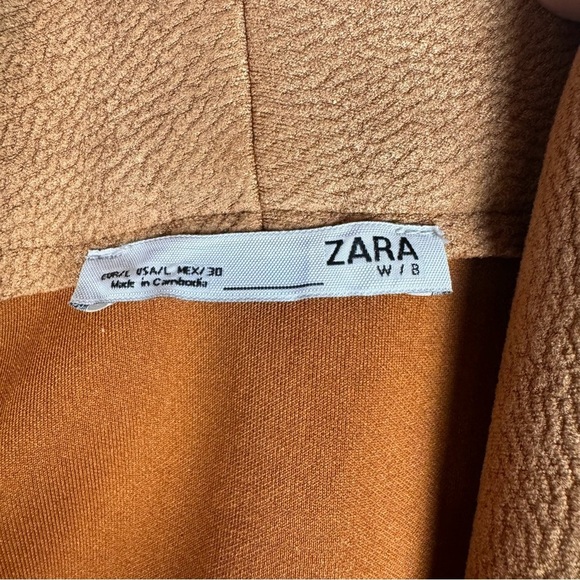 EUR/L USA/L MEX/30
Made in Cambodia
ZARA
W/B